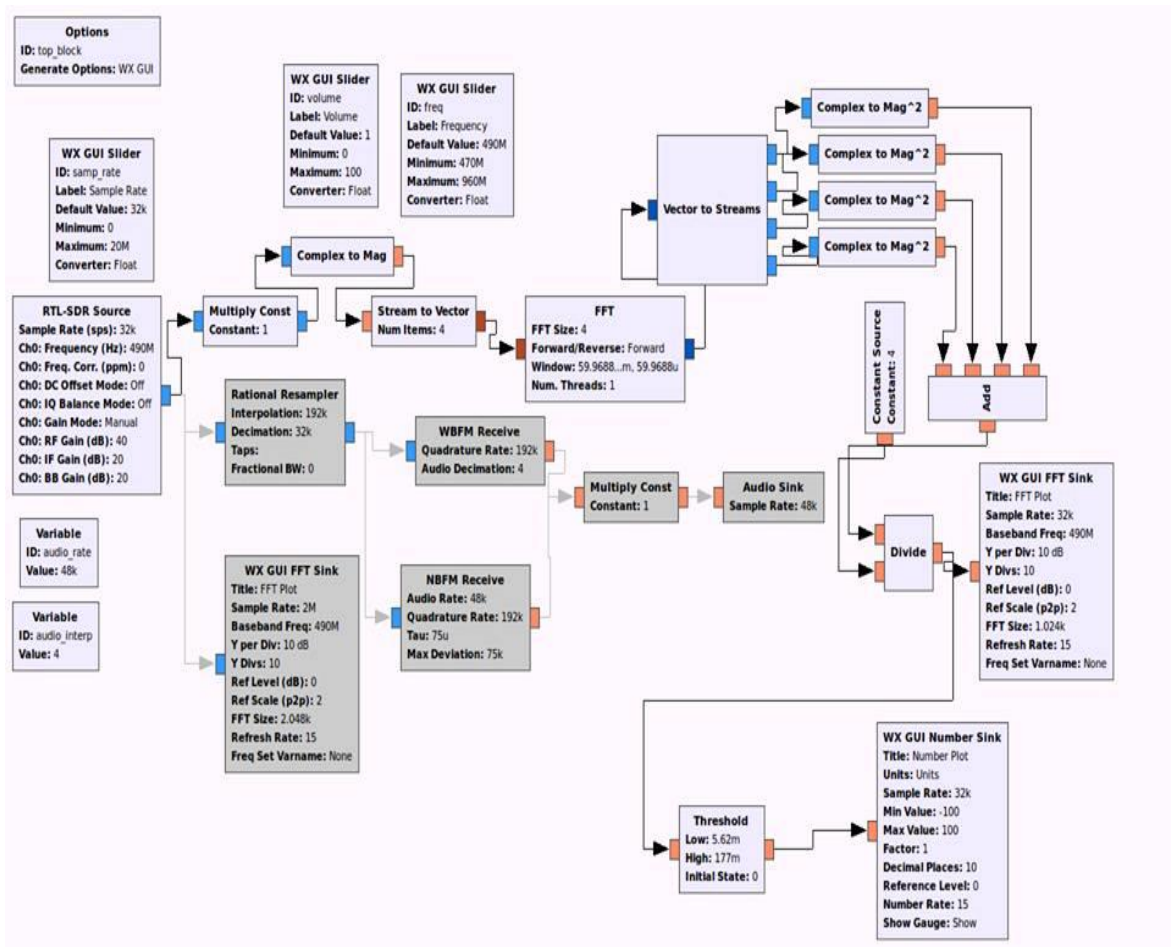 Options
ID: top_block
Generate Options: WX GUI
WX GUI Slider
ID: volume
Label: Volume
Default Value: 1
Minimum: 0
Maximum: 100
Converter: Float
WX GUI Slider
ID: freq
Label: Frequency
Default Value: 490M
Minimum: 470M
Maximum: 960M
Converter: Float
WX GUI Slider
ID: samp_rate
Label: Sample Rate
Default Value: 32k
Minimum: 0
Maximum: 20M
Converter: Float
Complex to Mag^2
Complex to Mag^2
Complex to Mag^2
Complex to Mag^2
Vector to Streams
Complex to Mag
RTL-SDR Source
Sample Rate (sps): 32k
Ch0: Frequency (Hz): 490M
Ch0: Freq. Corr. (ppm): 0
Ch0: DC Offset Mode: Off
Ch0: IQ Balance Mode: Off
Ch0: Gain Mode: Manual
Ch0: RF Gain (dB): 40
Ch0: IF Gain (dB): 20
Ch0: BB Gain (dB): 20
Multiply Const
Constant: 1
Stream to Vector
Num Items: 4
FFT
FFT Size: 4
Forward/Reverse: Forward
Window: 59.9688...m, 59.9688u
Num. Threads: 1
Constant Source
Constant: 4
Add
Rational Resampler
Interpolation: 192k
Decimation: 32k
Taps:
Fractional BW: 0
WBFM Receive
Quadrature Rate: 192k
Audio Decimation: 4
Multiply Const
Constant: 1
Audio Sink
Sample Rate: 48k
Divide
WX GUI FFT Sink
Title: FFT Plot
Sample Rate: 32k
Baseband Freq: 490M
Y per Div: 10 dB
Y Divs: 10
Ref Level (dB): 0
Ref Scale (p2p): 2
FFT Size: 1.024k
Refresh Rate: 15
Freq Set Varname: None
Variable
ID: audio_rate
Value: 48k
Variable
ID: audio_interp
Value: 4
WX GUI FFT Sink
Title: FFT Plot
Sample Rate: 2M
Baseband Freq: 490M
Y per Div: 10 dB
Y Divs: 10
Ref Level (dB): 0
Ref Scale (p2p): 2
FFT Size: 2.048k
Refresh Rate: 15
Freq Set Varname: None
NBFM Receive
Audio Rate: 48k
Quadrature Rate: 192k
Tau: 75u
Max Deviation: 75k
Threshold
Low: 5.62m
High: 177m
Initial State: 0
WX GUI Number Sink
Title: Number Plot
Units: Units
Sample Rate: 32k
Min Value: -100
Max Value: 100
Factor: 1
Decimal Places: 10
Reference Level: 0
Number Rate: 15
Show Gauge: Show